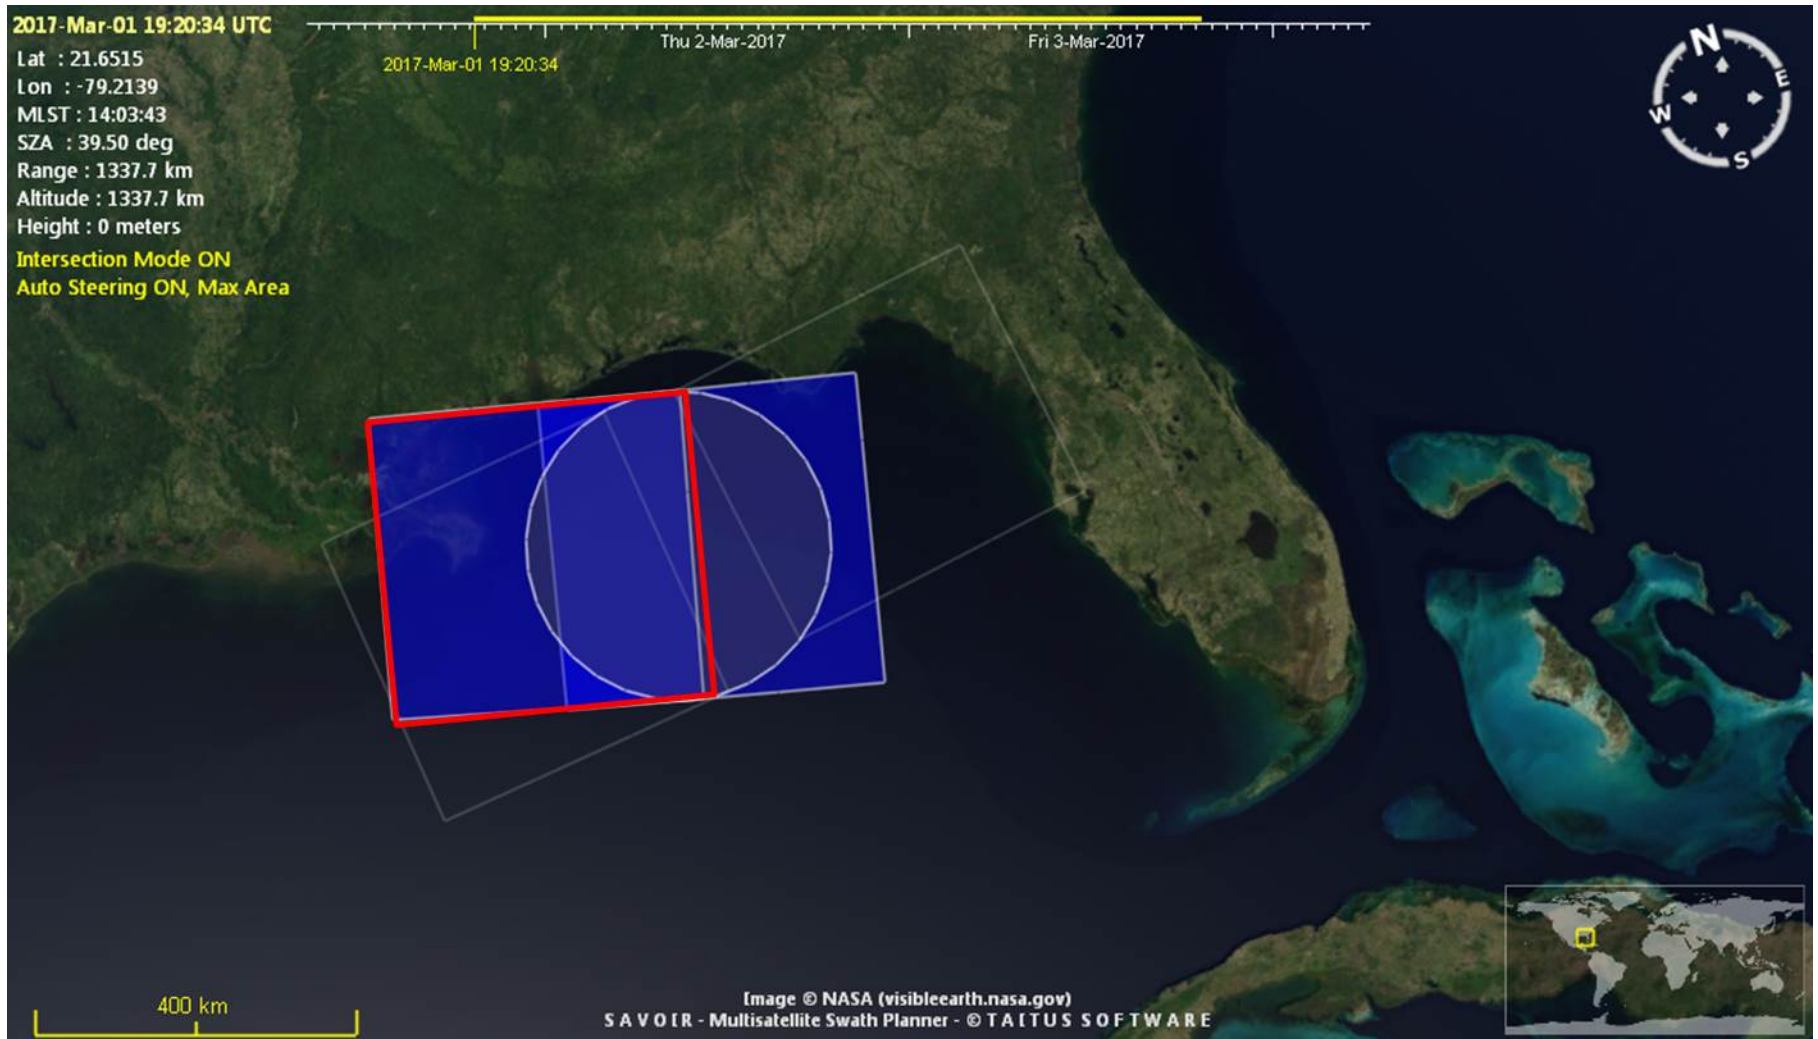 2017-Mar-01 19:20:34 UTC
Lat : 21.6515
Lon : -79.2139
MLST : 14:03:43
SZA : 39.50 deg
Range : 1337.7 km
Altitude : 1337.7 km
Height : 0 meters
Intersection Mode ON
Auto Steering ON, Max Area
Thu 2-Mar-2017
Fri 3-Mar-2017
2017-Mar-01 19:20:34
N
E
W
S
400 km
Image © NASA (visibleearth.nasa.gov)
SAVOIR - Multisatellite Swath Planner - © TAITUS SOFTWARE